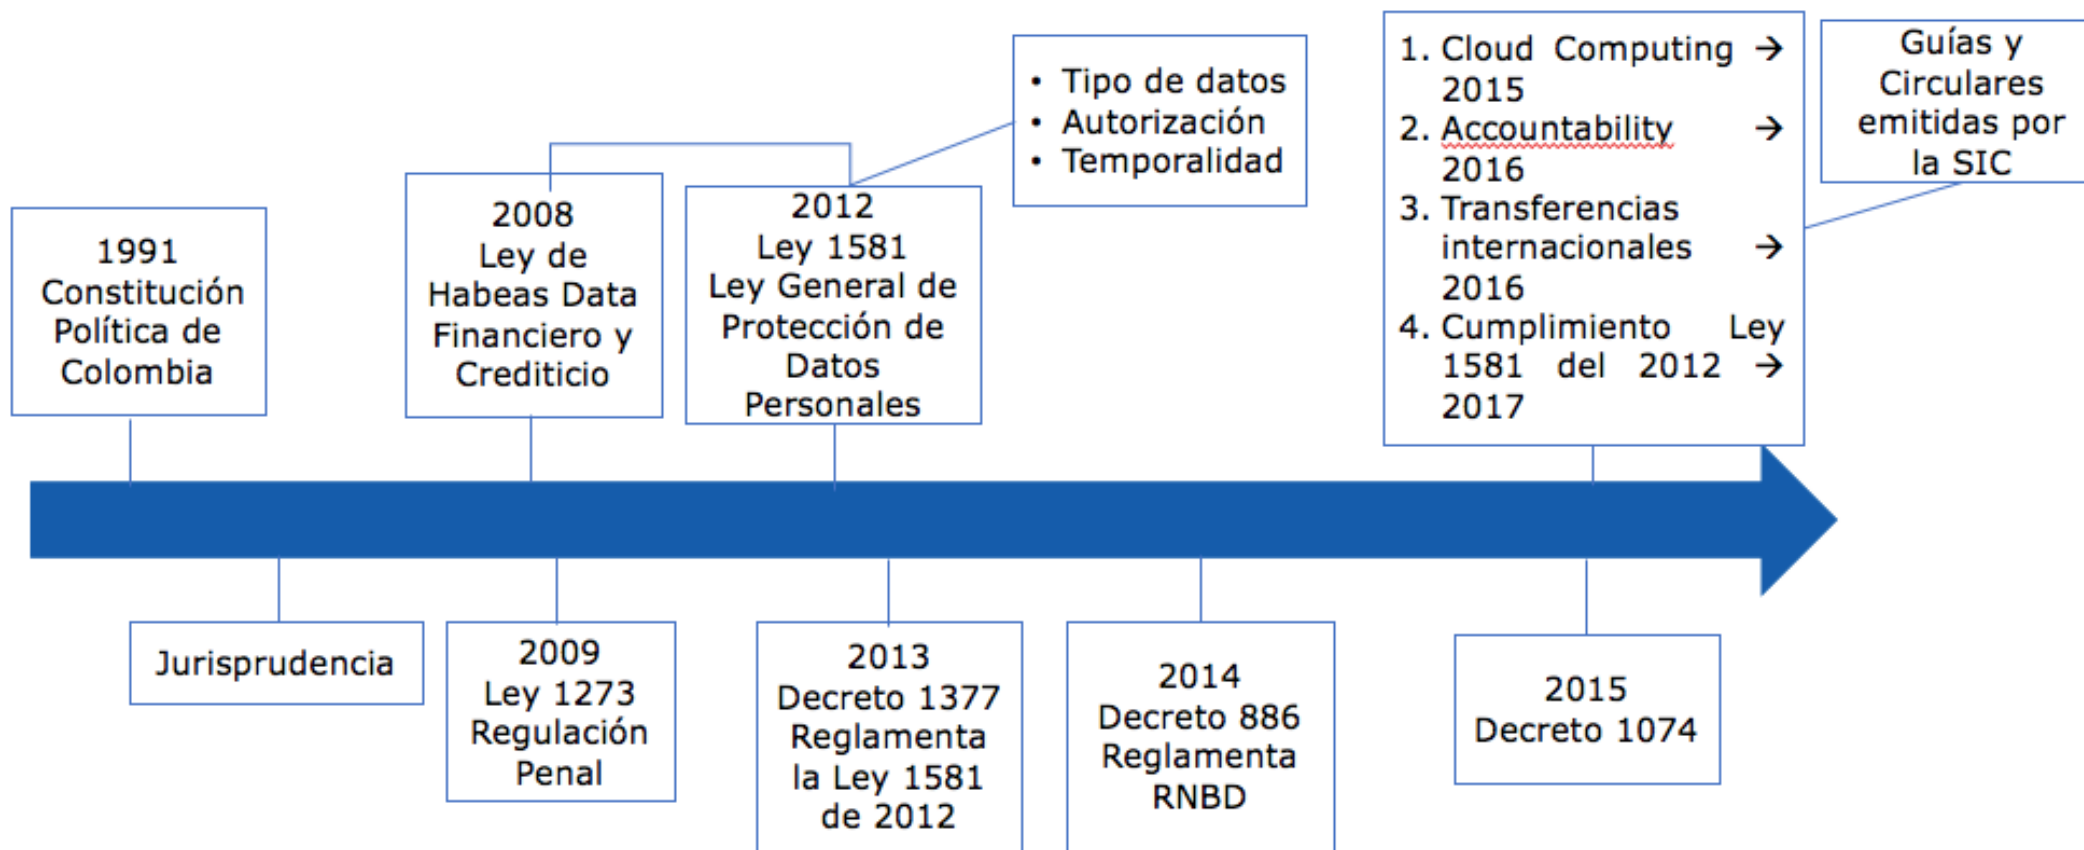 1991
Constitución
Política de
Colombia
2008
Ley de
Habeas Data
Financiero y
Crediticio
2012
Ley 1581
Ley General de
Protección de
Datos
Personales
• Tipo de datos
• Autorización
• Temporalidad
1. Cloud Computing →
2015
2. Accountability →
2016
3. Transferencias
internacionales →
2016
4. Cumplimiento Ley
1581 del 2012 →
2017
Guías y
Circulares
emitidas por
la SIC
Jurisprudencia
2009
Ley 1273
Regulación
Penal
2013
Decreto 1377
Reglamenta
la Ley 1581
de 2012
2014
Decreto 886
Reglamenta
RNBD
2015
Decreto 1074